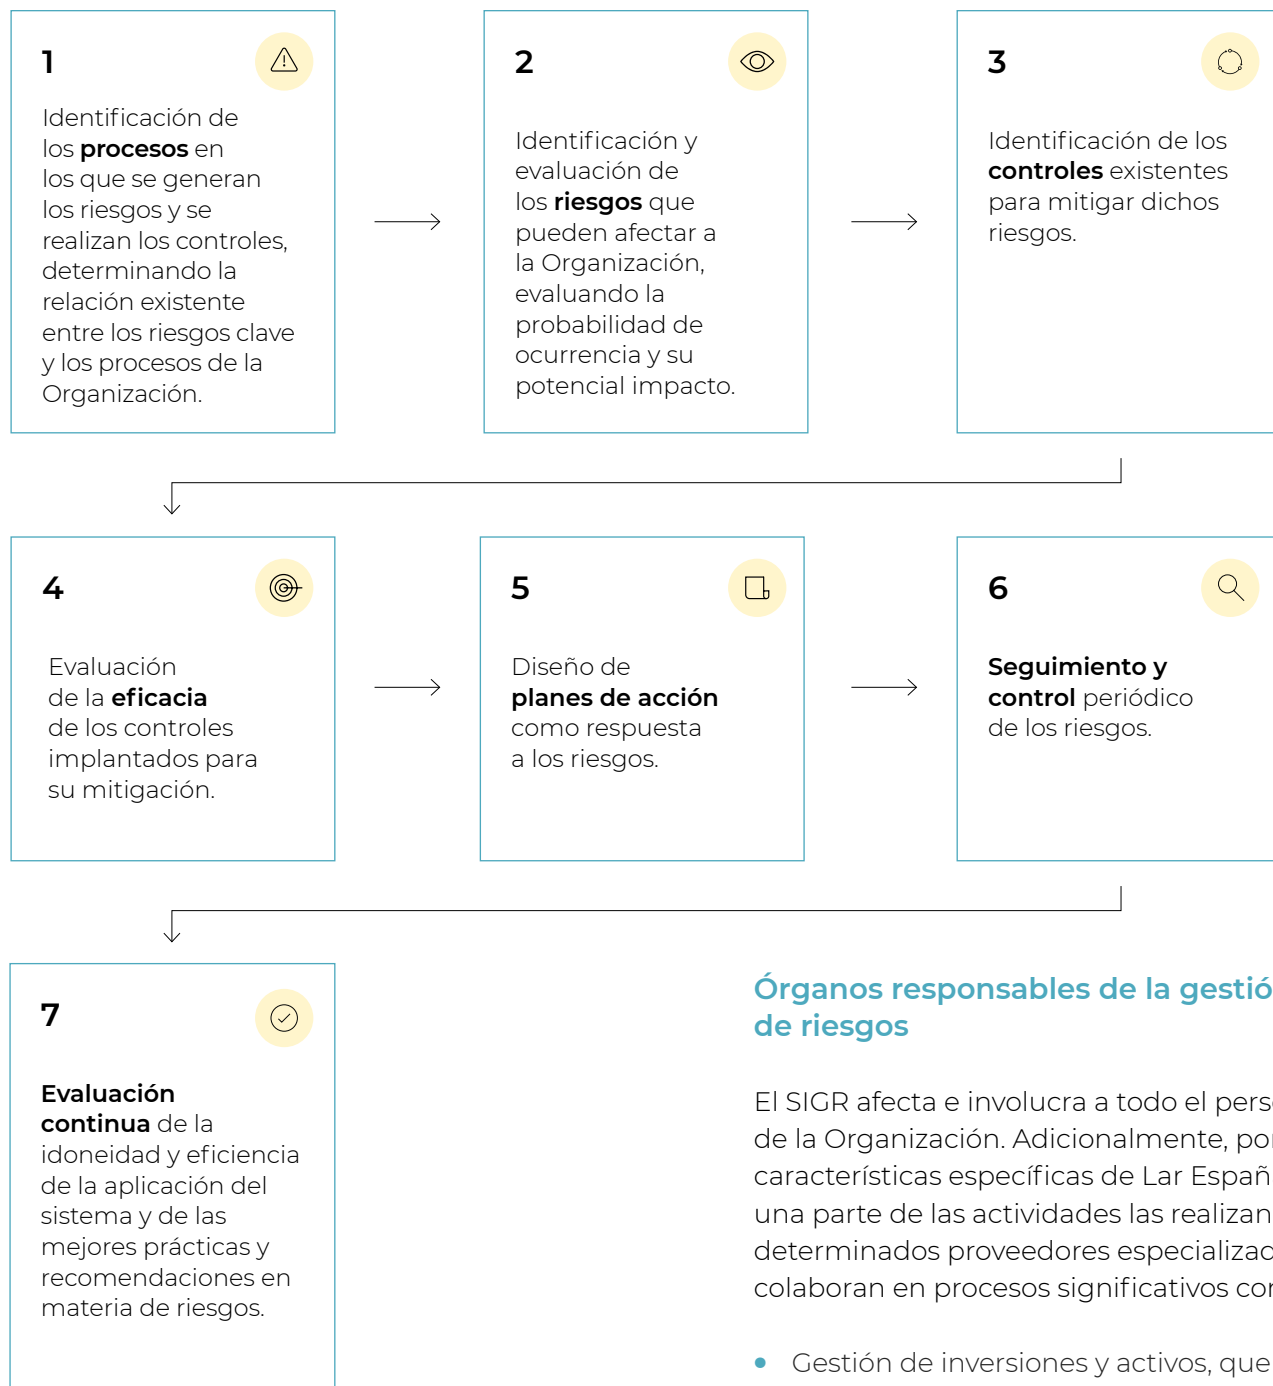 1
Identificación de
los procesos en
los que se generan
los riesgos y se
realizan los controles,
determinando la
relación existente
entre los riesgos clave
y los procesos de la
Organización.
2
Identificación y
evaluación de
los riesgos que
pueden afectar a
la Organización,
evaluando la
probabilidad de
ocurrencia y su
potencial impacto.
3
Identificación de los
controles existentes
para mitigar dichos
riesgos.
4
Evaluación
de la eficacia
de los controles
implantados para
su mitigación.
5
Diseño de
planes de acción
como respuesta
a los riesgos.
6
Seguimiento y
control periódico
de los riesgos.
7
Evaluación
continua de la
idoneidad y eficiencia
de la aplicación del
sistema y de las
mejores prácticas y
recomendaciones en
materia de riesgos.
Órganos responsables de la gestió
de riesgos
El SIGR afecta e involucra a todo el pers
de la Organización. Adicionalmente, po
características específicas de Lar Españ
una parte de las actividades las realizan
determinados proveedores especializad
colaboran en procesos significativos co
• Gestión de inversiones y activos, que